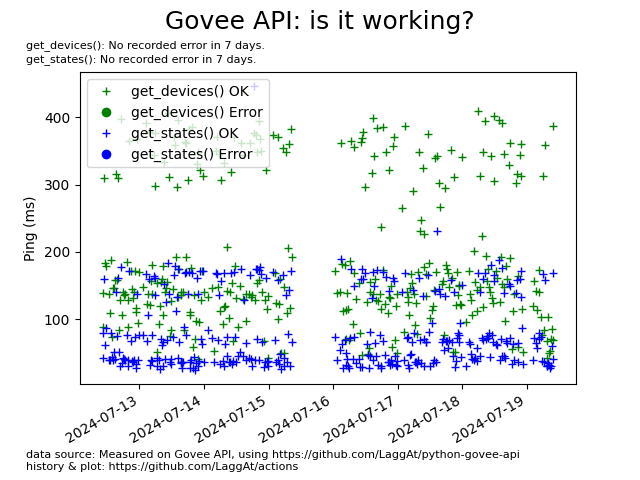 Govee API: is it working?
get_devices(): No recorded error in 7 days.
get_states(): No recorded error in 7 days.
get_devices() OK
get_devices() Error
get_states() OK
get_states() Error
Ping (ms)
400
300
200
100
2024-07-13
2024-07-14
2024-07-15
2024-07-16
2024-07-17
2024-07-18
2024-07-19
data source: Measured on Govee API, using https://github.com/LaggAt/python-govee-api
history & plot: https://github.com/LaggAt/actions